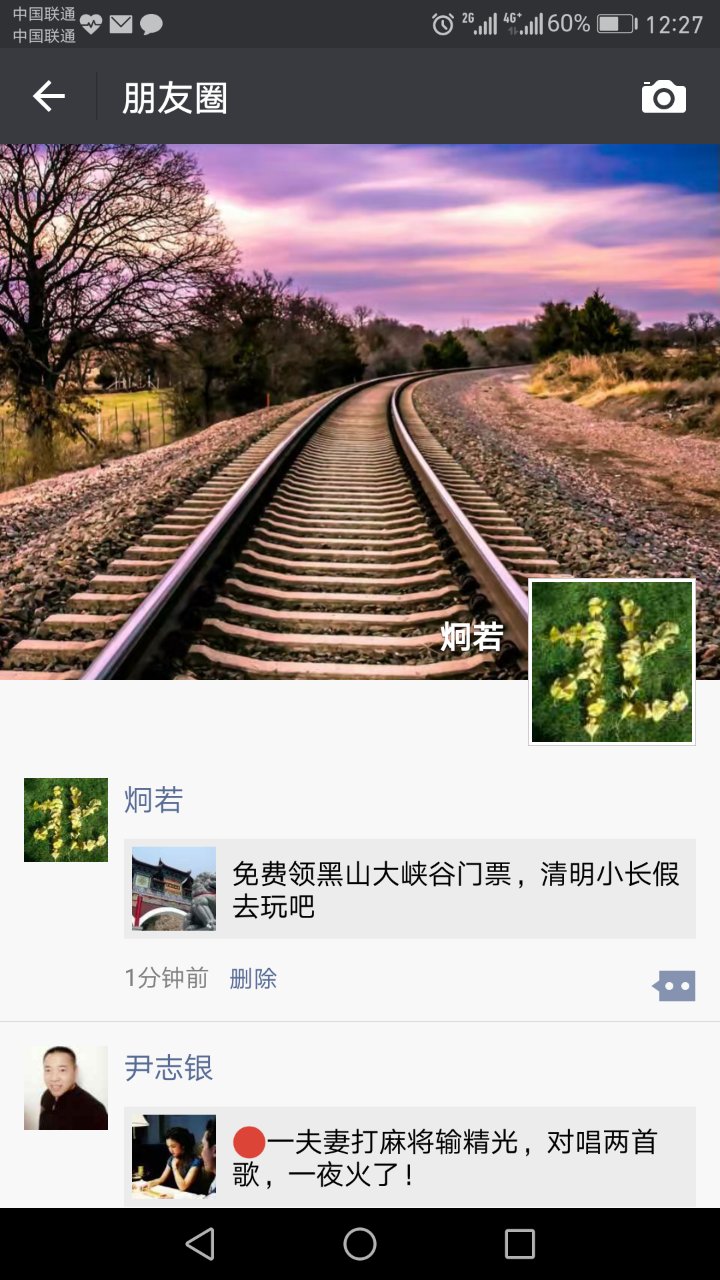 中国联通
中国联通
2G 4G+ 60% 12:27
朋友圈
炯若
炯若
免费领黑山大峡谷门票，清明小长假
去玩吧
1分钟前 删除
尹志银
🔴一夫妻打麻将输精光，对唱两首
歌，一夜火了！